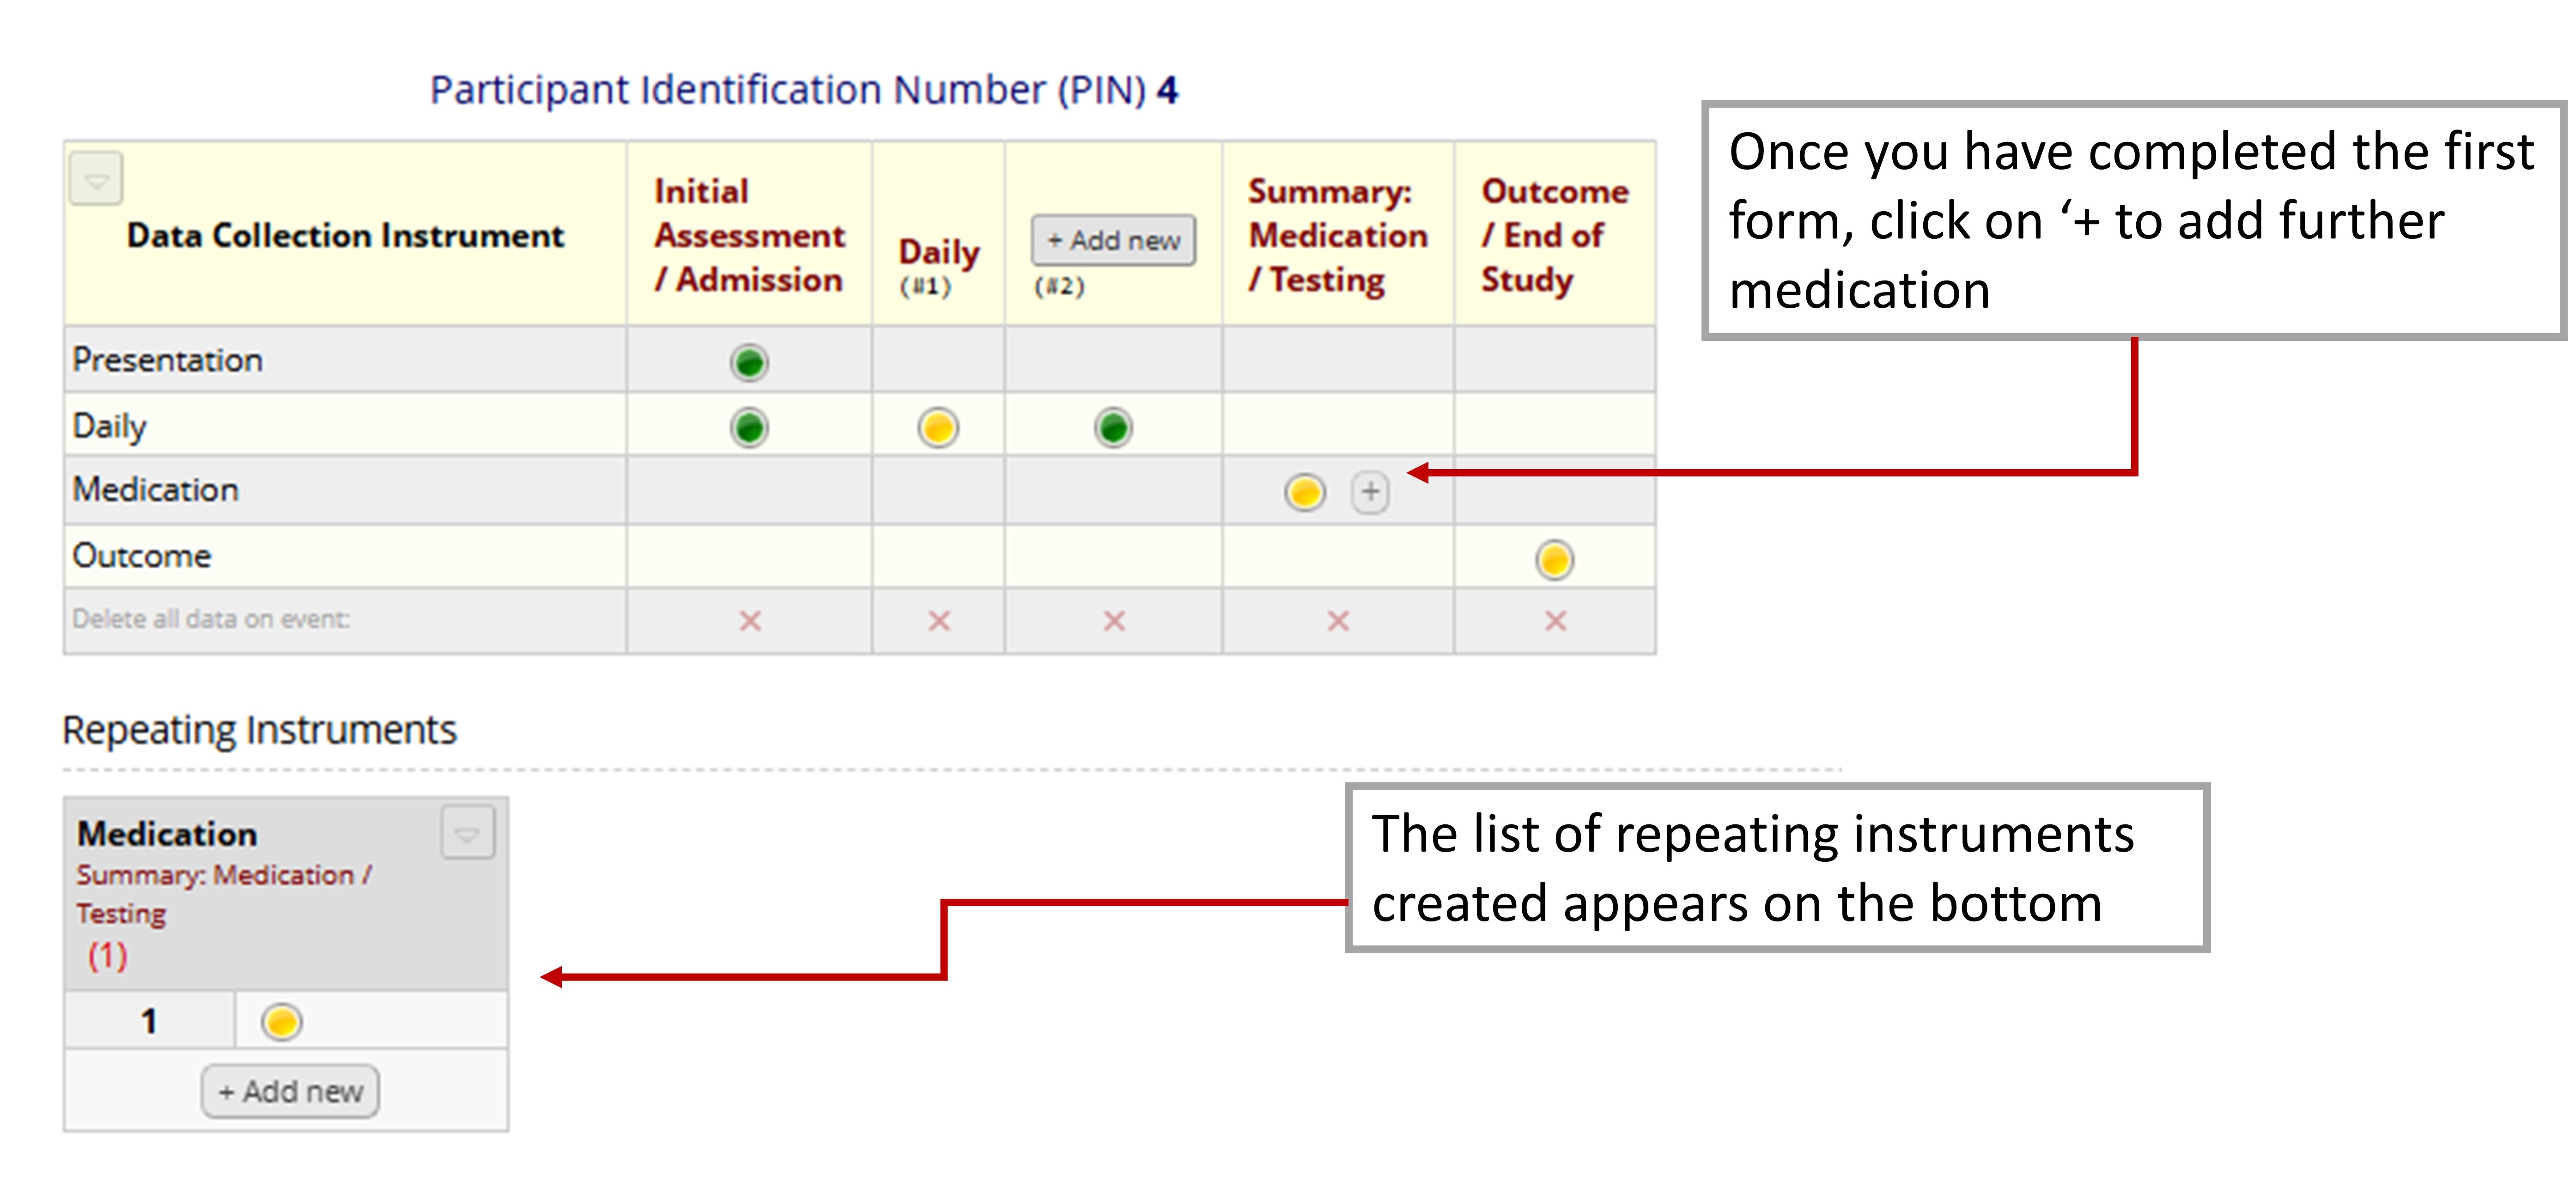 Participant Identification Number (PIN) 4
Data Collection Instrument
Initial
Assessment
/ Admission
Daily
(#1)
+ Add new
(#2)
Summary:
Medication
/ Testing
Outcome
/ End of
Study
Presentation
Daily
Medication
+
Outcome
Delete all data on event:
Once you have completed the first
form, click on ‘+ to add further
medication
Repeating Instruments
Medication
Summary: Medication /
Testing
(1)
1
+ Add new
The list of repeating instruments
created appears on the bottom